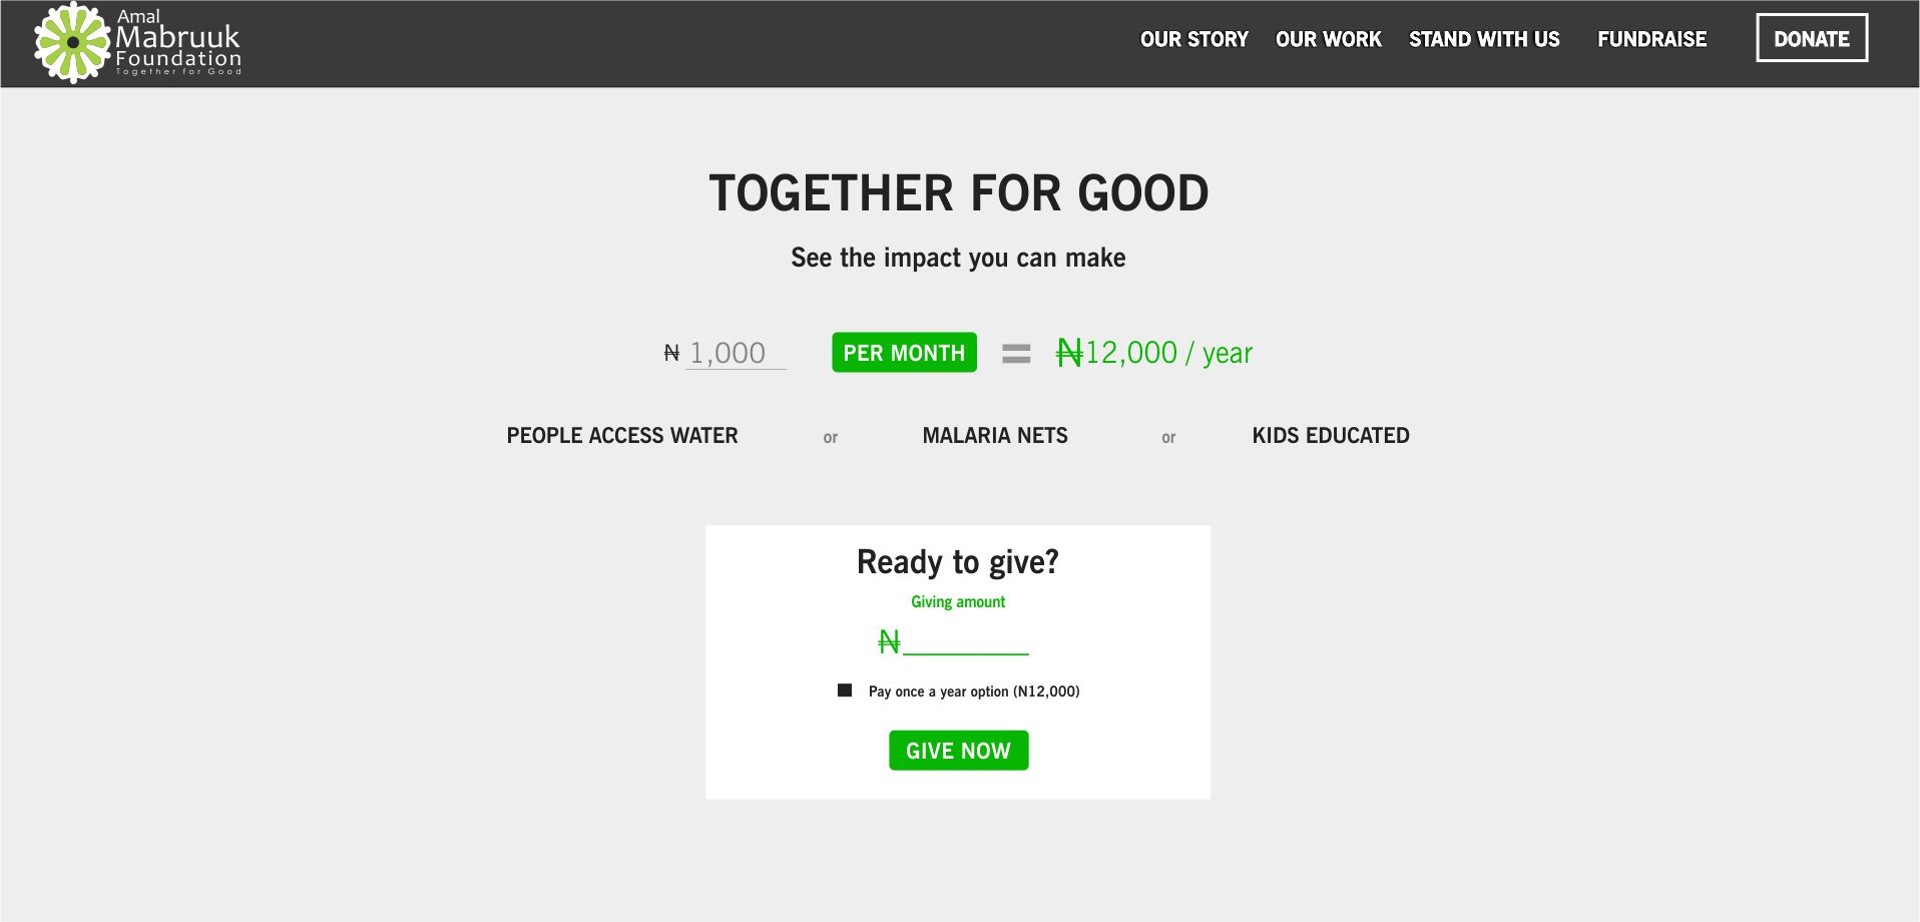 Amal
Mabruuk
Foundation
Together for Good
OUR STORY OUR WORK STAND WITH US FUNDRAISE DONATE
TOGETHER FOR GOOD
See the impact you can make
₦ 1,000 PER MONTH = ₦12,000 / year
PEOPLE ACCESS WATER or MALARIA NETS or KIDS EDUCATED
Ready to give?
Giving amount
₦
Pay once a year option (N12,000)
GIVE NOW